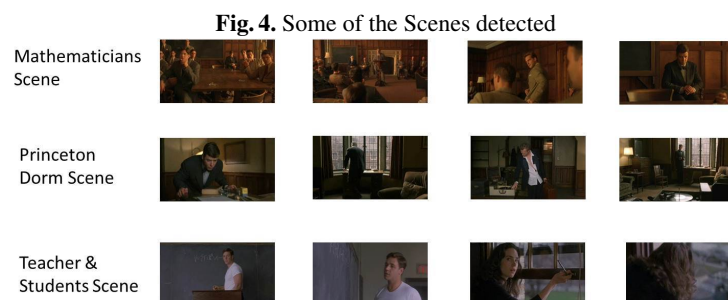 Fig. 4. Some of the Scenes detected
Mathematicians
Scene
Princeton
Dorm Scene
Teacher &
Students Scene